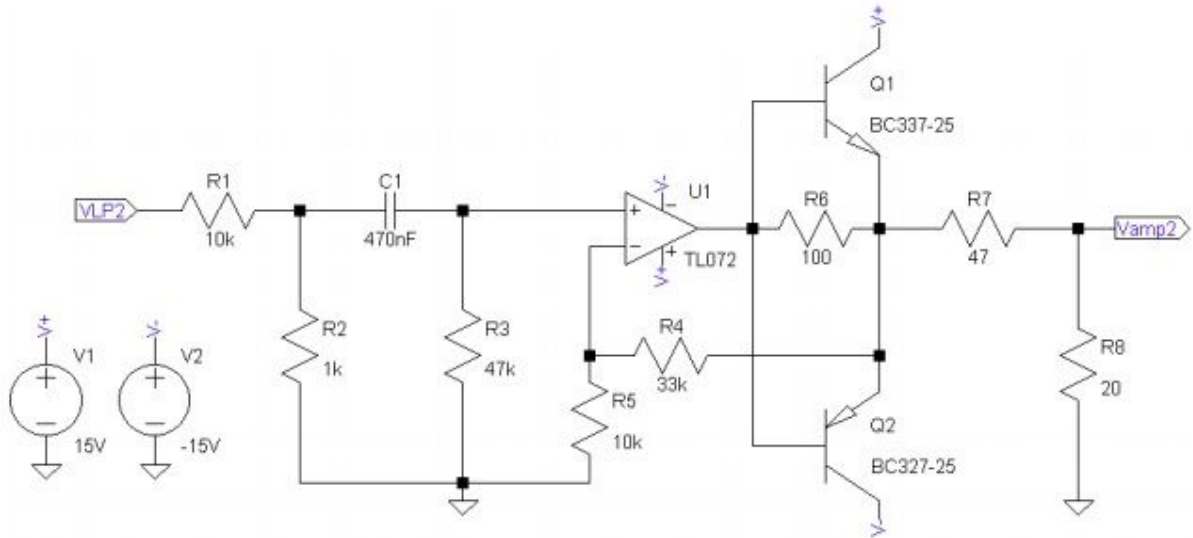 V+
Q1
BC337-25
VLP2
R1
10k
C1
470nF
V-
U1
+
−
−
+
TL072
V+
R6
100
R7
47
Vamp2
R2
1k
R3
47k
R4
33k
R5
10k
R8
20
V+
V1
+
−
15V
V-
V2
+
−
-15V
Q2
BC327-25
V-